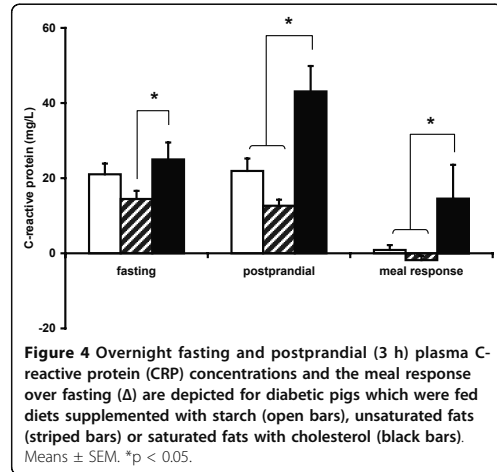 60
40
20
0
-20
C-reactive protein (mg/L)
*
*
*
fasting
postprandial
meal response
Figure 4 Overnight fasting and postprandial (3 h) plasma C-
reactive protein (CRP) concentrations and the meal response
over fasting (Δ) are depicted for diabetic pigs which were fed
diets supplemented with starch (open bars), unsaturated fats
(striped bars) or saturated fats with cholesterol (black bars).
Means ± SEM. *p < 0.05.